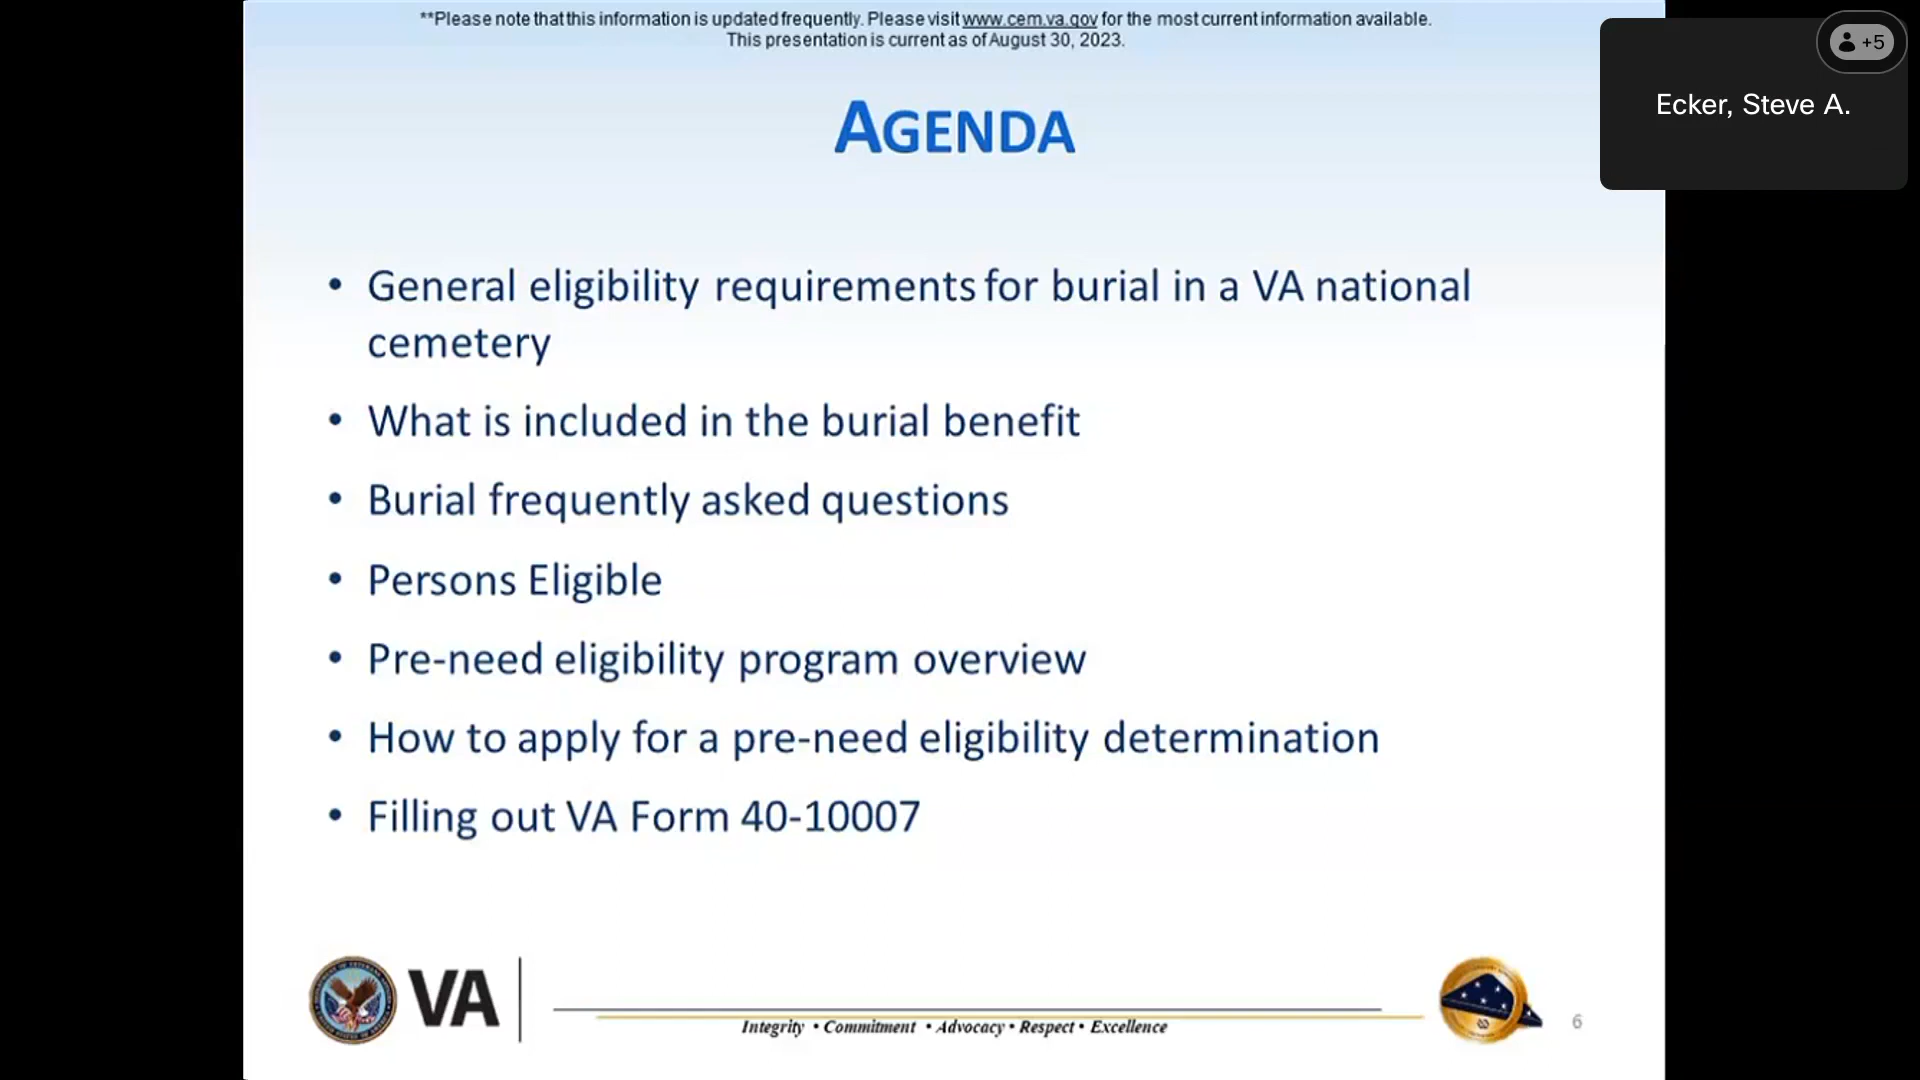 **Please note that this information is updated frequently. Please visit www.cem.va.gov for the most current information available.
This presentation is current as of August 30, 2023.
+5
Ecker, Steve A.
AGENDA
• General eligibility requirements for burial in a VA national
cemetery
• What is included in the burial benefit
• Burial frequently asked questions
• Persons Eligible
• Pre-need eligibility program overview
• How to apply for a pre-need eligibility determination
• Filling out VA Form 40-10007
VA
Integrity • Commitment • Advocacy • Respect • Excellence
6